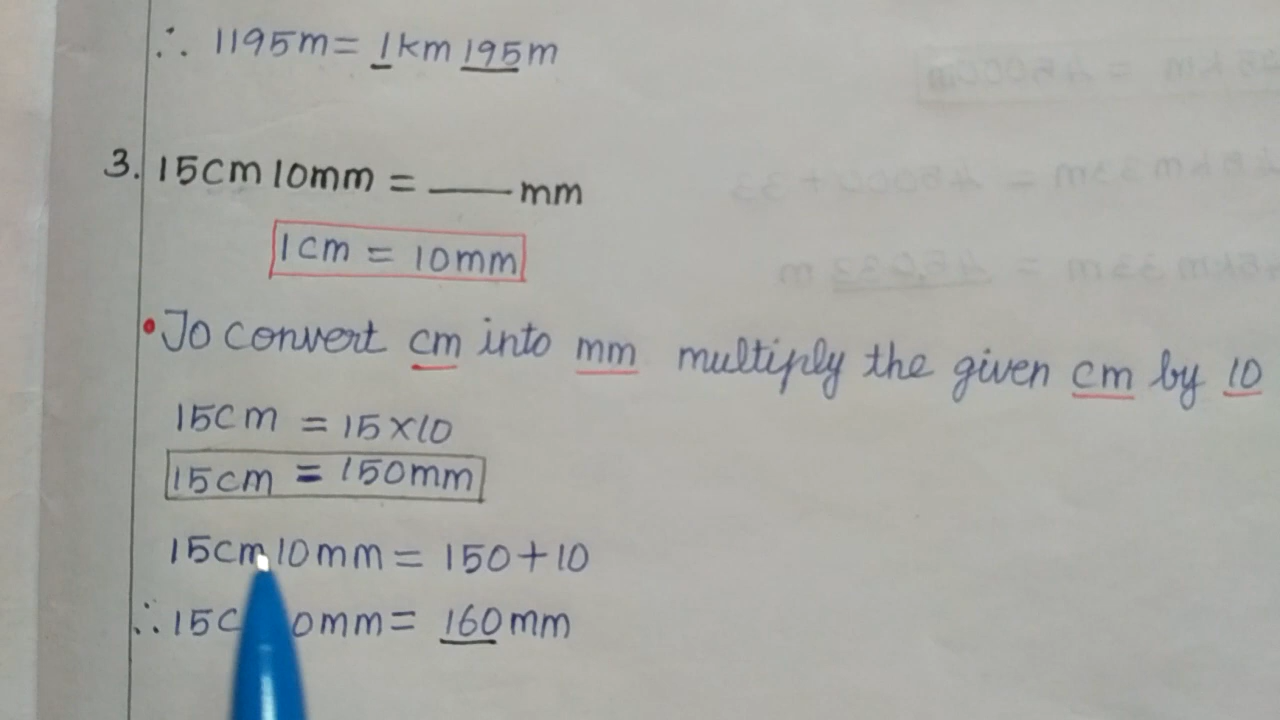 ∴ 1195m = 1km 195m
3. 15cm 10mm = ___ mm
1cm = 10mm
• To convert cm into mm multiply the given cm by 10
15cm = 15×10
15cm = 150mm
15cm 10mm = 150+10
∴ 15c 0mm = 160mm